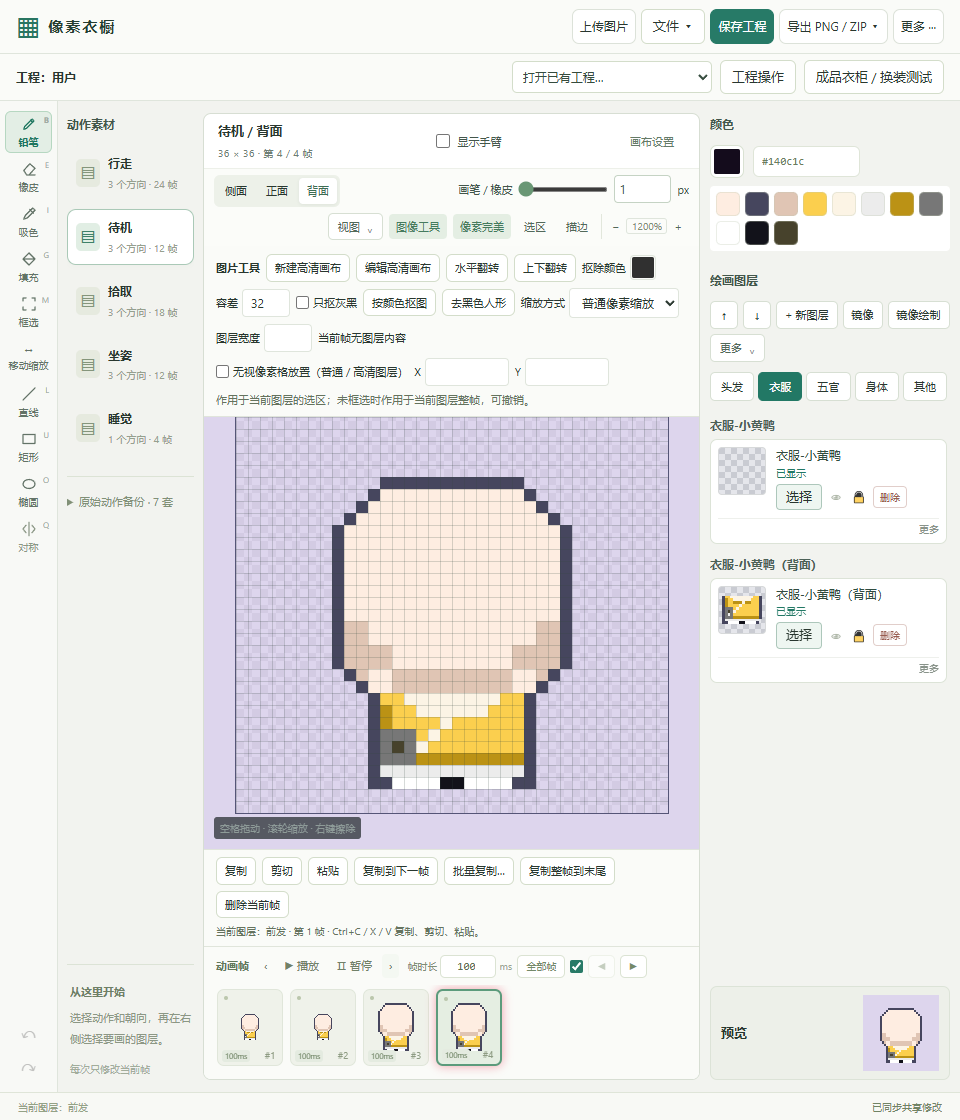 像素衣橱
上传图片
文件
保存工程
导出 PNG / ZIP
更多 ···
工程：用户
打开已有工程...
工程操作
成品衣柜 / 换装测试
铅笔 B
橡皮 E
吸色 I
填充 G
框选 M
移动缩放
直线 L
矩形 U
椭圆 O
对称 Q
动作素材
行走
3 个方向 · 24 帧
待机
3 个方向 · 12 帧
拾取
3 个方向 · 18 帧
坐姿
3 个方向 · 12 帧
睡觉
1 个方向 · 4 帧
原始动作备份 · 7 套
从这里开始
选择动作和朝向，再在右
侧选择要画的图层。
每次只修改当前帧
待机 / 背面
36 × 36 · 第 4 / 4 帧
显示手臂
画布设置
侧面 正面 背面
画笔 / 橡皮 1 px
视图 图像工具 像素完美 选区 描边 − 1200% +
图片工具 新建高清画布 编辑高清画布 水平翻转 上下翻转 抠除颜色
容差 32 只抠灰黑 按颜色抠图 去黑色人形 缩放方式 普通像素缩放
图层宽度 当前帧无图层内容
无视像素格放置（普通 / 高清图层） X Y
作用于当前图层的选区；未框选时作用于当前图层整帧，可撤销。
空格拖动 · 滚轮缩放 · 右键擦除
复制 剪切 粘贴 复制到下一帧 批量复制... 复制整帧到末尾
删除当前帧
当前图层：前发 · 第 1 帧 · Ctrl+C / X / V 复制、剪切、粘贴。
动画帧 ‹ ▶ 播放 暂停 › 帧时长 100 ms 全部帧
100ms #1
100ms #2
100ms #3
100ms #4
颜色
#140c1c
绘画图层
↑ ↓ + 新图层 镜像 镜像绘制
更多
头发 衣服 五官 身体 其他
衣服-小黄鸭
衣服-小黄鸭
已显示
选择 删除
更多
衣服-小黄鸭（背面）
衣服-小黄鸭（背面）
已显示
选择 删除
更多
预览
当前图层：前发
已同步共享修改